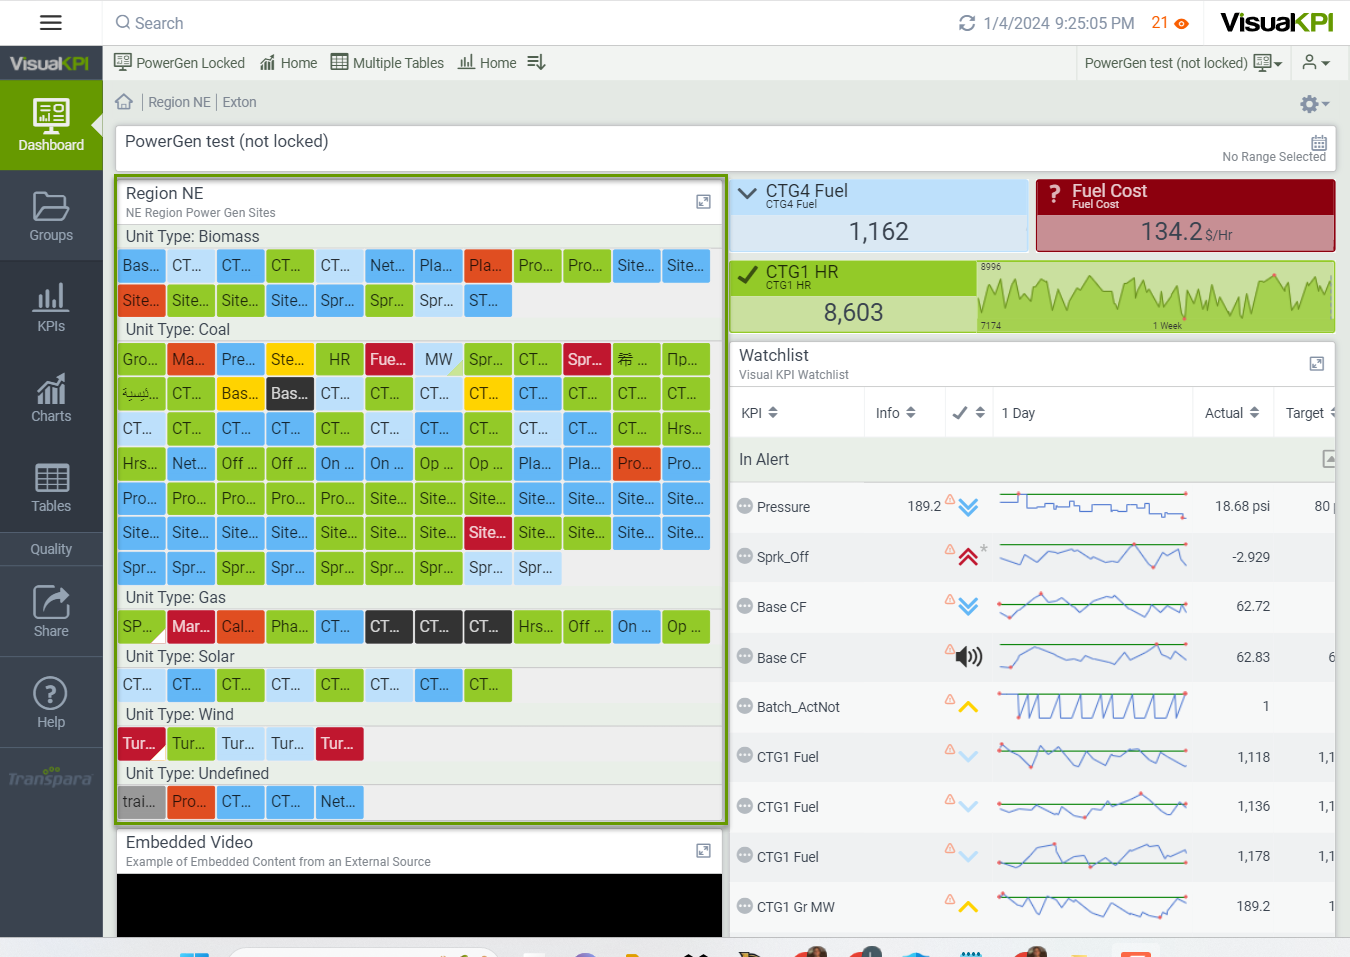 Search
1/4/2024 9:25:05 PM
21
VisualKPI
VisualKPI
PowerGen Locked
Home
Multiple Tables
Home
PowerGen test (not locked)
Dashboard
Groups
KPIs
Charts
Tables
Quality
Share
Help
Transpara
Region NE
Exton
PowerGen test (not locked)
No Range Selected
Region NE
NE Region Power Gen Sites
Unit Type: Biomass
Bas... CT... CT... CT... CT... Net... Pla... Pla... Pro... Pro... Site... Site...
Site... Site... Site... Site... Spr... Spr... Spr... ST...
Unit Type: Coal
Gro... Ma... Pre... Ste... HR Fue... MW Spr... CT... Spr... 希... Пр...
CT... Bas... Bas... CT... CT... CT... CT... CT... CT... CT... CT...
CT... CT... CT... CT... CT... CT... CT... CT... CT... CT... CT... Hrs...
Hrs... Net... Off ... Off ... On ... On ... Op ... Op ... Pla... Pla... Pro... Pro...
Pro... Pro... Pro... Pro... Pro... Site... Site... Site... Site... Site... Site... Site...
Site... Site... Site... Site... Site... Site... Site... Site... Site... Site... Site... Site...
Spr... Spr... Spr... Spr... Spr... Spr... Spr... Spr... Spr...
Unit Type: Gas
SP... Mar... Cal... Pha... CT... CT... CT... CT... Hrs... Off ... On ... Op ...
Unit Type: Solar
CT... CT... CT... CT... CT... CT... CT... CT...
Unit Type: Wind
Tur... Tur... Tur... Tur... Tur...
Unit Type: Undefined
trai... Pro... CT... CT... Net...
Embedded Video
Example of Embedded Content from an External Source
CTG4 Fuel
CTG4 Fuel
1,162
? Fuel Cost
Fuel Cost
134.2 $/Hr
CTG1 HR
CTG1 HR
8,603
8996
7174
1 Week
Watchlist
Visual KPI Watchlist
KPI Info 1 Day Actual Target
In Alert
Pressure 189.2 18.68 psi 80
Sprk_Off * -2.929
Base CF 62.72
Base CF 62.83 6
Batch_ActNot 1
CTG1 Fuel 1,118 1,1
CTG1 Fuel 1,136 1,1
CTG1 Fuel 1,178 1,1
CTG1 Gr MW 189.2 1